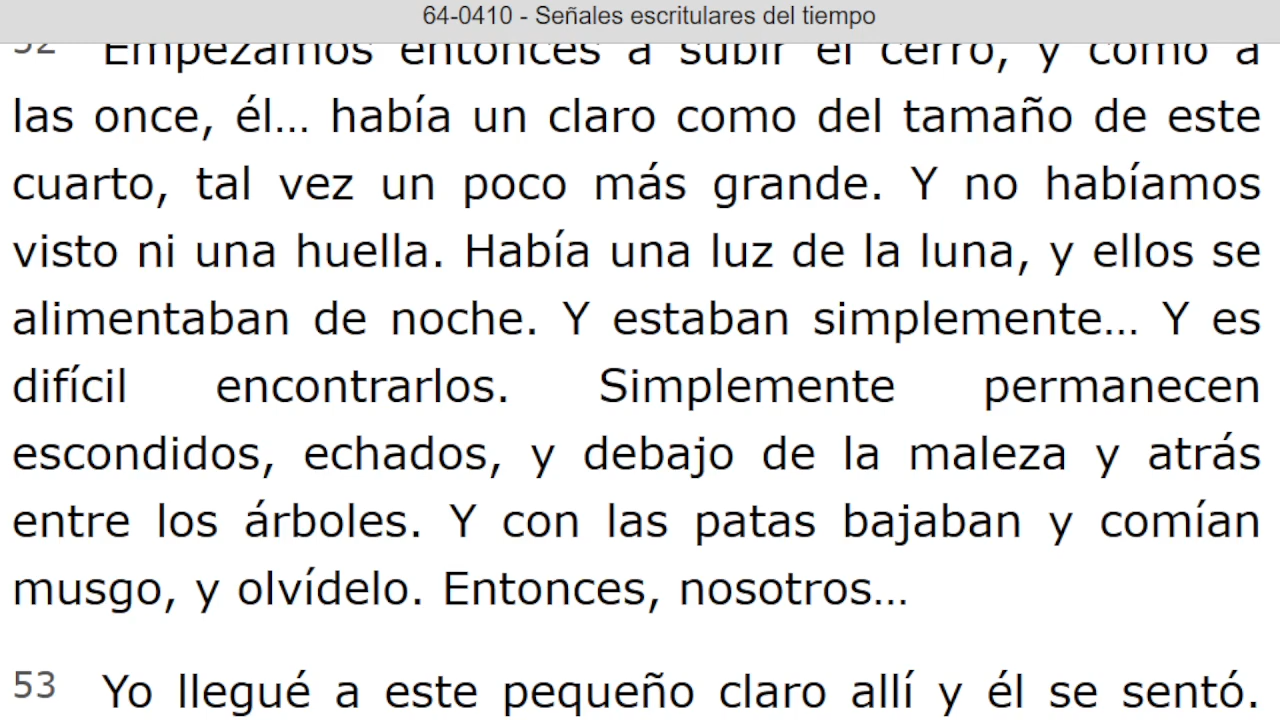 64-0410 - Señales escritulares del tiempo
52 Empezamos entonces a subir el cerro, y como a
las once, él... había un claro como del tamaño de este
cuarto, tal vez un poco más grande. Y no habíamos
visto ni una huella. Había una luz de la luna, y ellos se
alimentaban de noche. Y estaban simplemente... Y es
difícil encontrarlos. Simplemente permanecen
escondidos, echados, y debajo de la maleza y atrás
entre los árboles. Y con las patas bajaban y comían
musgo, y olvídelo. Entonces, nosotros...
53 Yo llegué a este pequeño claro allí y él se sentó.